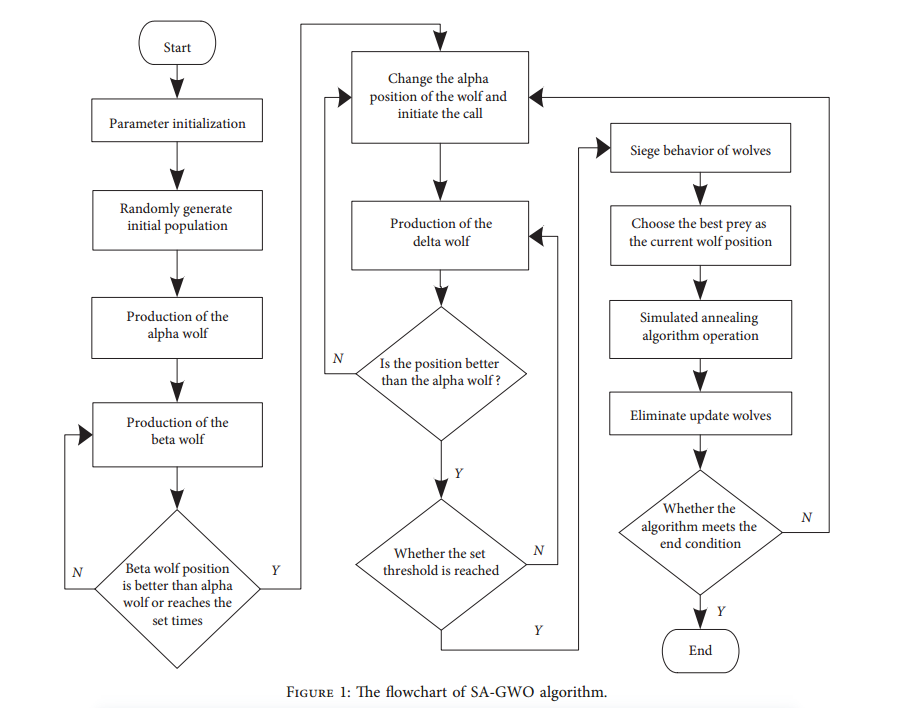 Start
Parameter initialization
Randomly generate
initial population
Production of the
alpha wolf
Production of the
beta wolf
Beta wolf position
is better than alpha
wolf or reaches the
set times
N
Y
Change the alpha
position of the wolf and
initiate the call
Production of the
delta wolf
Is the position better
than the alpha wolf ?
N
Y
Whether the set
threshold is reached
N
Y
Siege behavior of wolves
Choose the best prey as
the current wolf position
Simulated annealing
algorithm operation
Eliminate update wolves
Whether the
algorithm meets the
end condition
N
Y
End
Figure 1: The flowchart of SA-GWO algorithm.